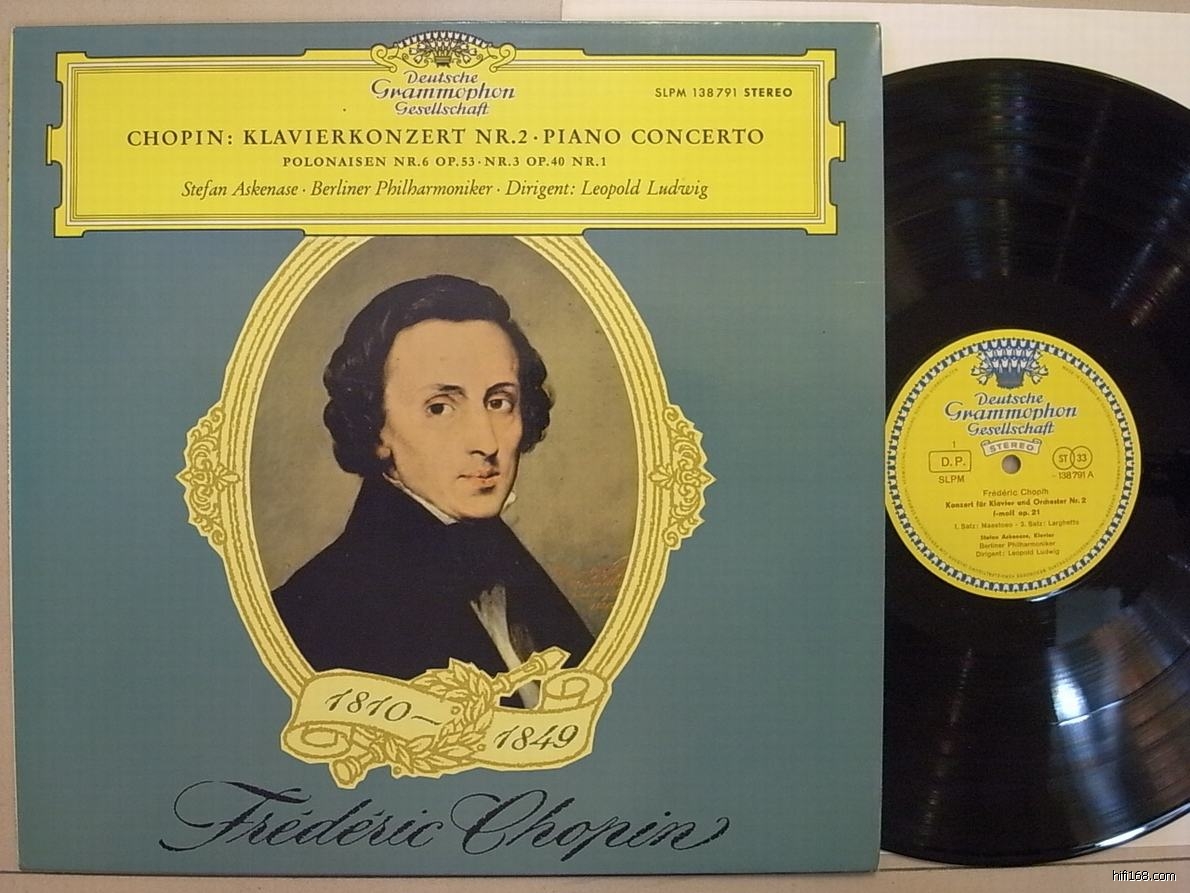 Deutsche
Grammophon
Gesellschaft
SLPM 138791 STEREO
CHOPIN: KLAVIERKONZERT NR.2 · PIANO CONCERTO
POLONAISEN NR.6 OP.53 · NR.3 OP.40 NR.1
Stefan Askenase · Berliner Philharmoniker · Dirigent: Leopold Ludwig
1810–
1849
Frédéric Chopin
Deutsche
Grammophon
Gesellschaft
STEREO
1
D.P.
ST 33
SLPM
138791 A
Frédéric Chopin
Konzert für Klavier und Orchester Nr. 2
f-moll op. 21
1. Satz: Maestoso - 2. Satz: Larghetto
Stefan Askenase, Klavier
Berliner Philharmoniker
Dirigent: Leopold Ludwig
hifi168.com